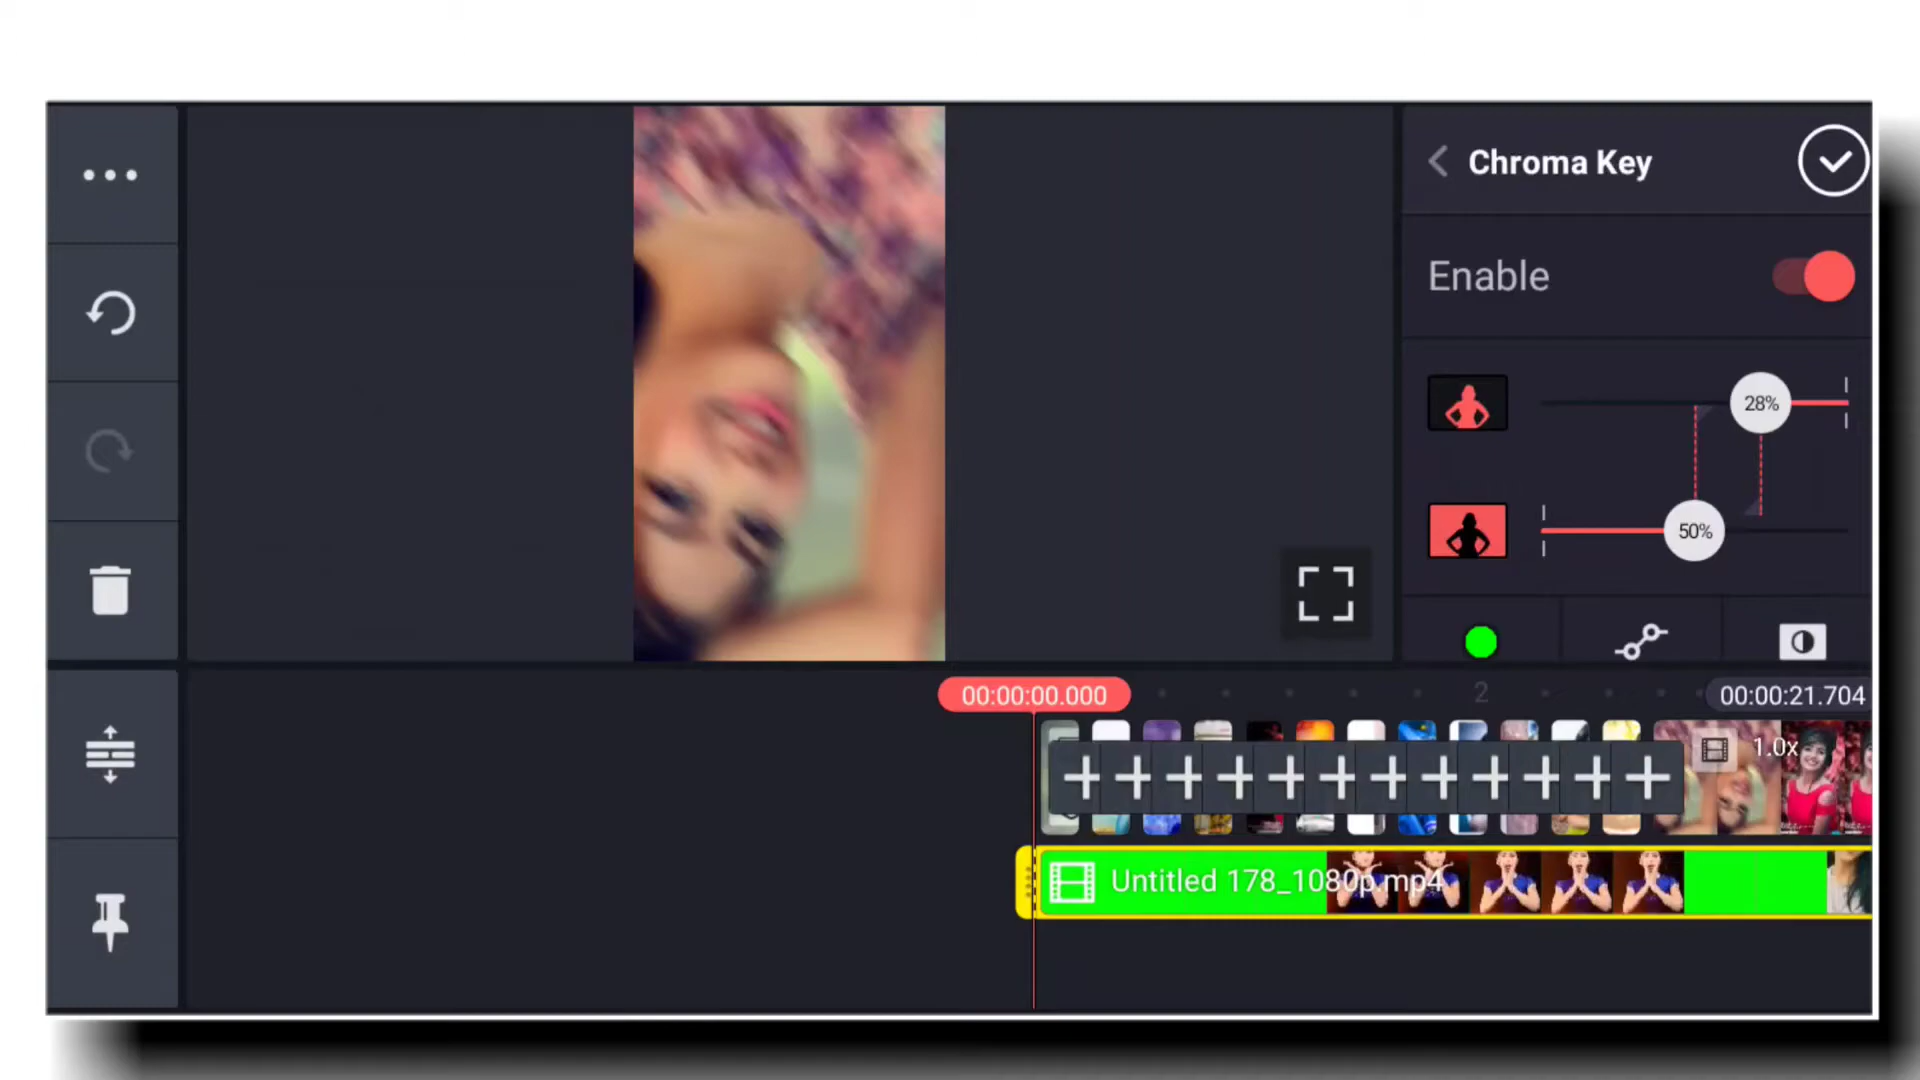 Chroma Key
Enable
28%
50%
00:00:00.000
2
00:00:21.704
1.0x
Untitled 178_1080p.mp4